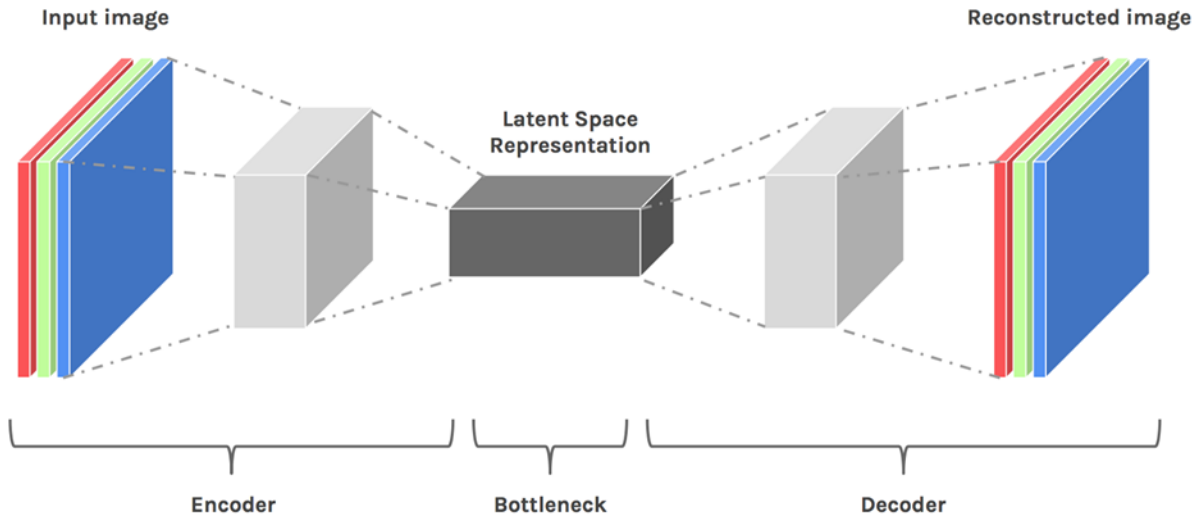 Input image
Reconstructed image
Latent Space
Representation
Encoder
Bottleneck
Decoder